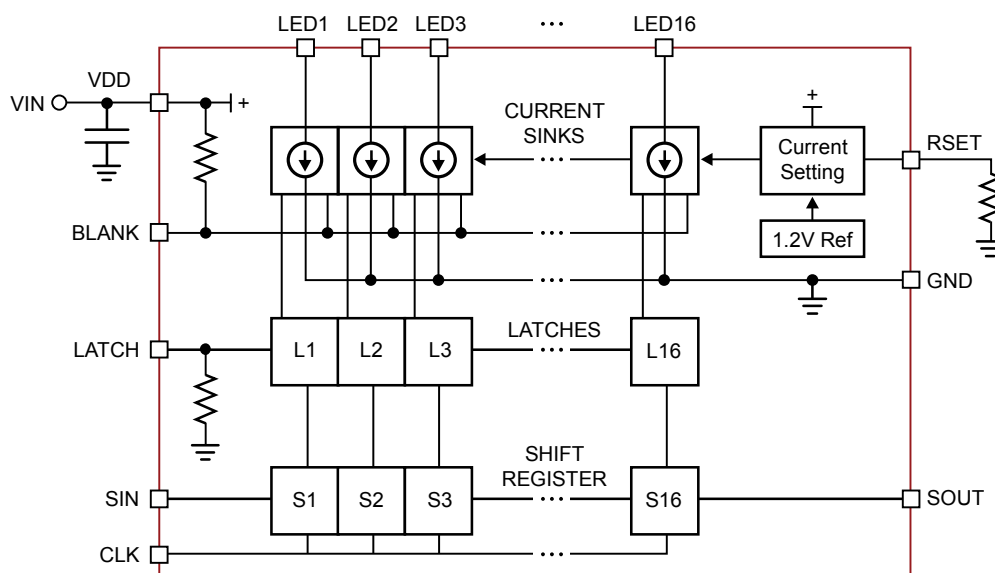 LED1 LED2 LED3 ... LED16
VDD
VIN
+
CURRENT
SINKS
...
+
Current
Setting
RSET
BLANK
...
1.2V Ref
...
GND
LATCH
L1 L2 L3
LATCHES
...
L16
SIN
S1 S2 S3
SHIFT
REGISTER
...
S16
SOUT
CLK
...